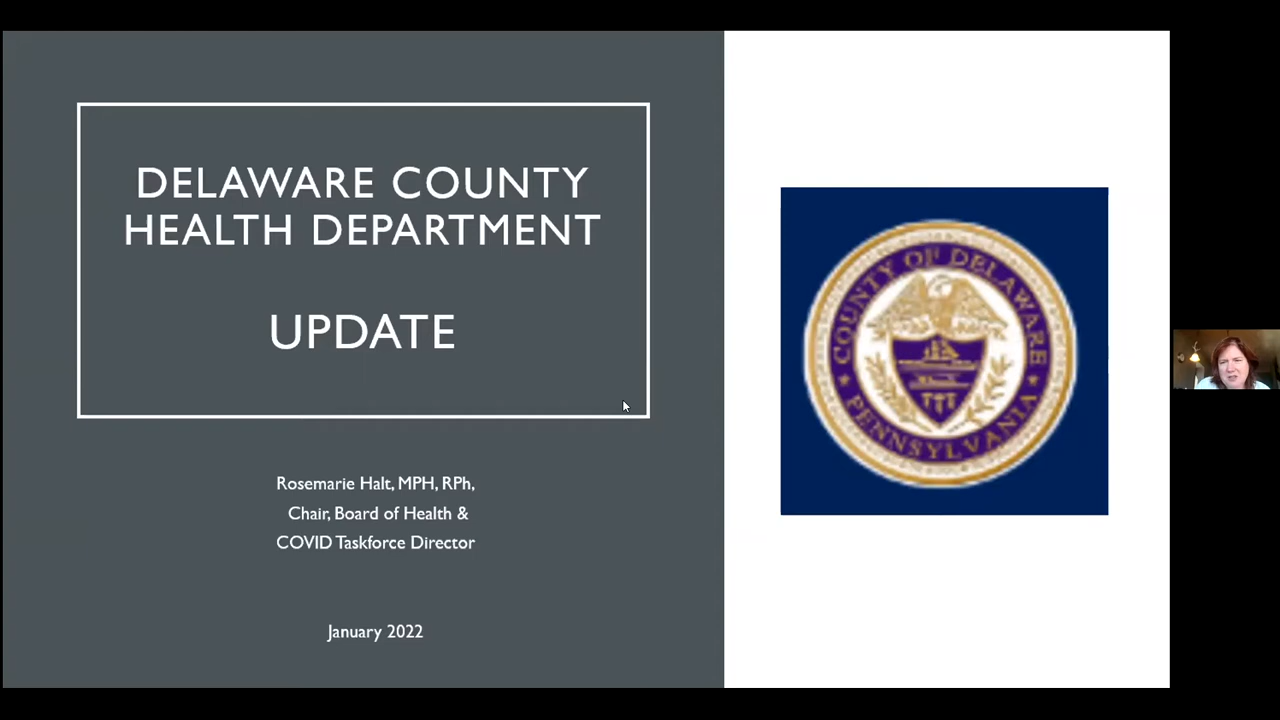 DELAWARE COUNTY
HEALTH DEPARTMENT
UPDATE
Rosemarie Halt, MPH, RPh,
Chair, Board of Health &
COVID Taskforce Director
January 2022
COUNTY OF DELAWARE
★ PENNSYLVANIA ★